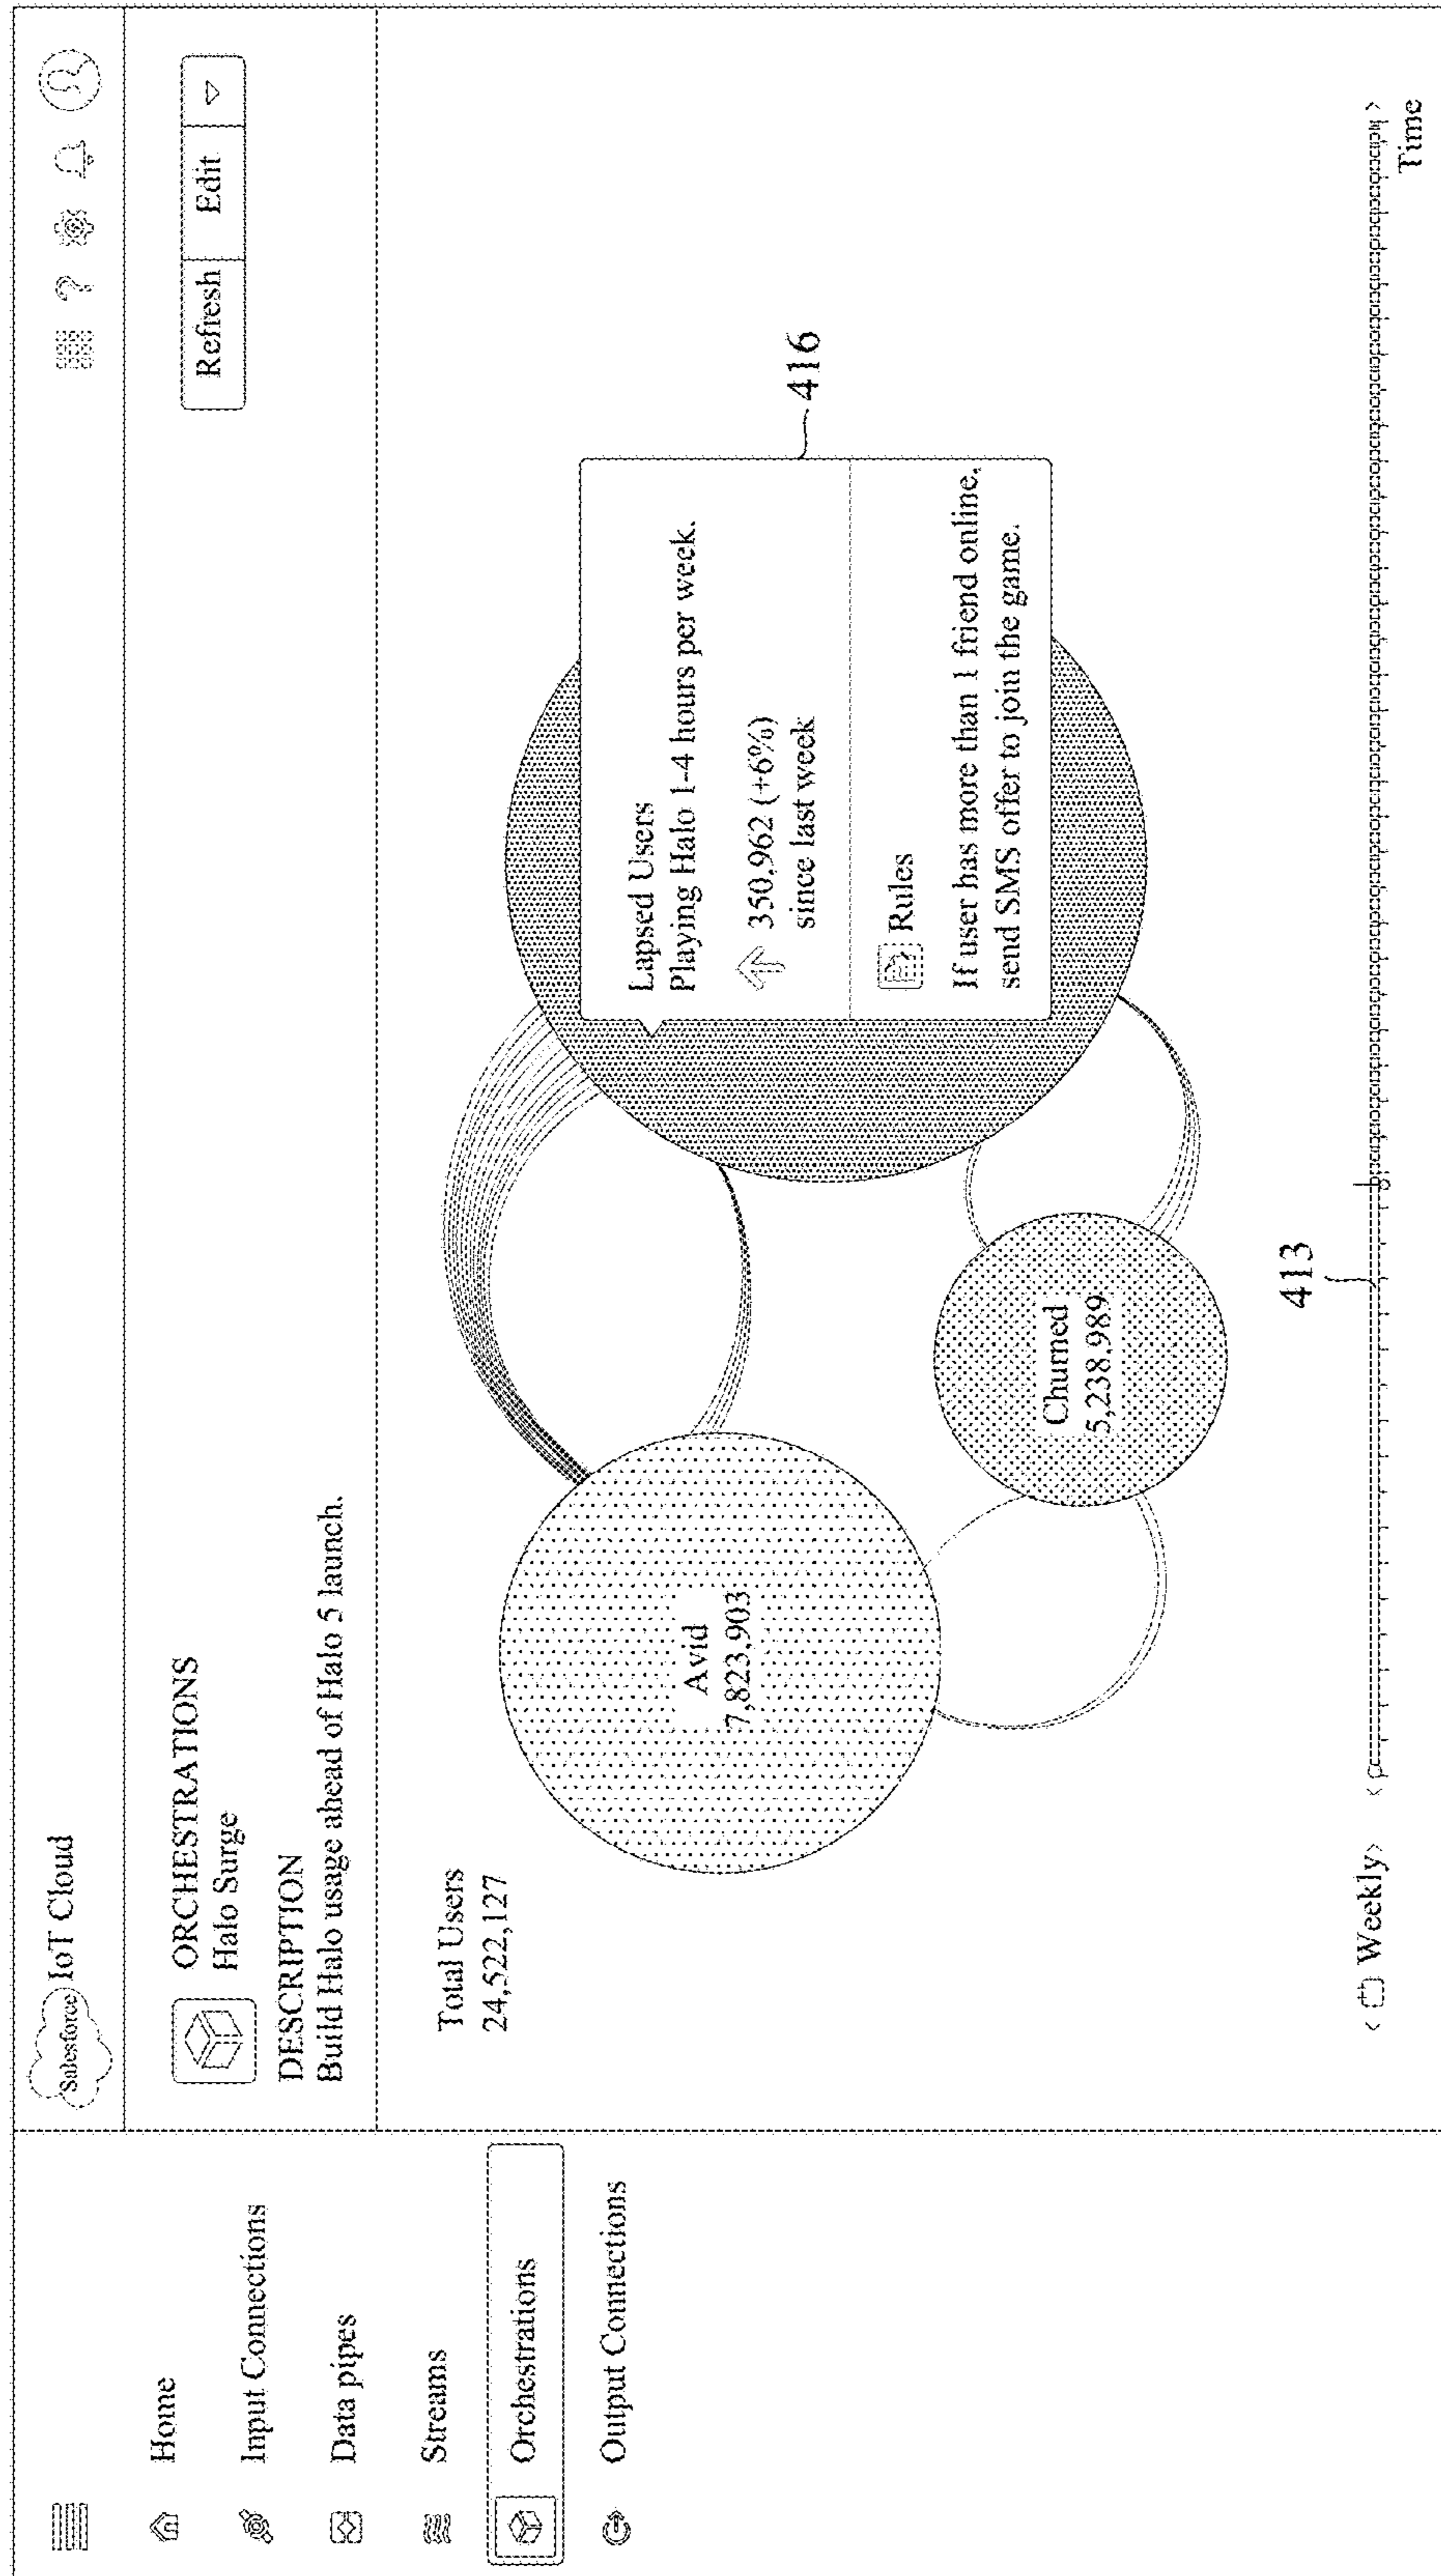 Salesforce IoT Cloud
?
Home
Input Connections
Data pipes
Streams
Orchestrations
Output Connections
ORCHESTRATIONS
Halo Surge
Refresh
Edit
DESCRIPTION
Build Halo usage ahead of Halo 5 launch.
Total Users
24,522,127
Avid
7,823,903
Churned
5,238,989
Lapsed Users
Playing Halo 1-4 hours per week.
350,962 (+6%)
since last week
Rules
If user has more than 1 friend online,
send SMS offer to join the game.
416
413
< Weekly >
Time